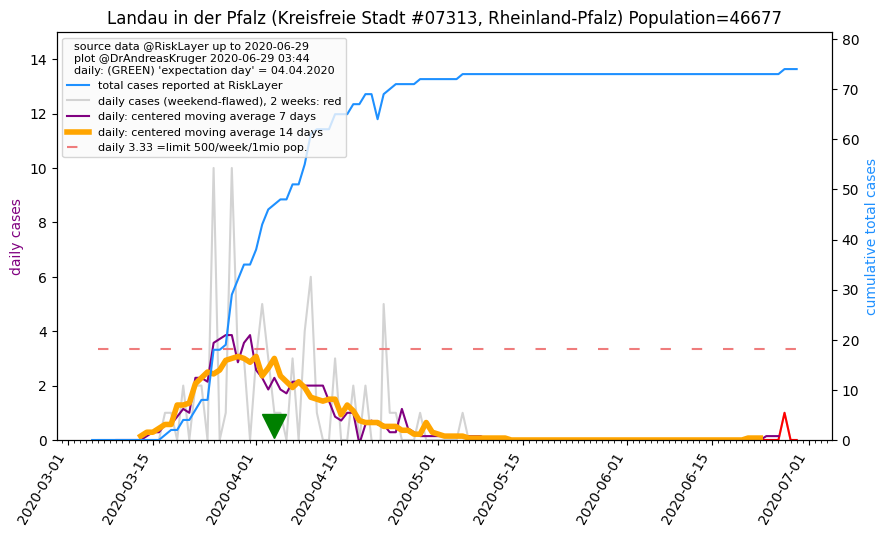 Landau in der Pfalz (Kreisfreie Stadt #07313, Rheinland-Pfalz) Population=46677
source data @RiskLayer up to 2020-06-29
plot @DrAndreasKruger 2020-06-29 03:44
daily: (GREEN) 'expectation day' = 04.04.2020
total cases reported at RiskLayer
daily cases (weekend-flawed), 2 weeks: red
daily: centered moving average 7 days
daily: centered moving average 14 days
daily 3.33 =limit 500/week/1mio pop.
daily cases
14
12
10
8
6
4
2
0
cumulative total cases
80
70
60
50
40
30
20
10
0
2020-03-01
2020-03-15
2020-04-01
2020-04-15
2020-05-01
2020-05-15
2020-06-01
2020-06-15
2020-07-01